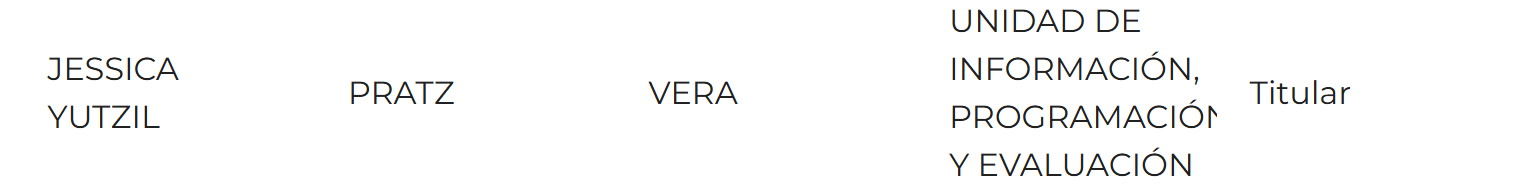 JESSICA
YUTZIL
PRATZ
VERA
UNIDAD DE
INFORMACIÓN,
PROGRAMACIÓN
Y EVALUACIÓN
Titular